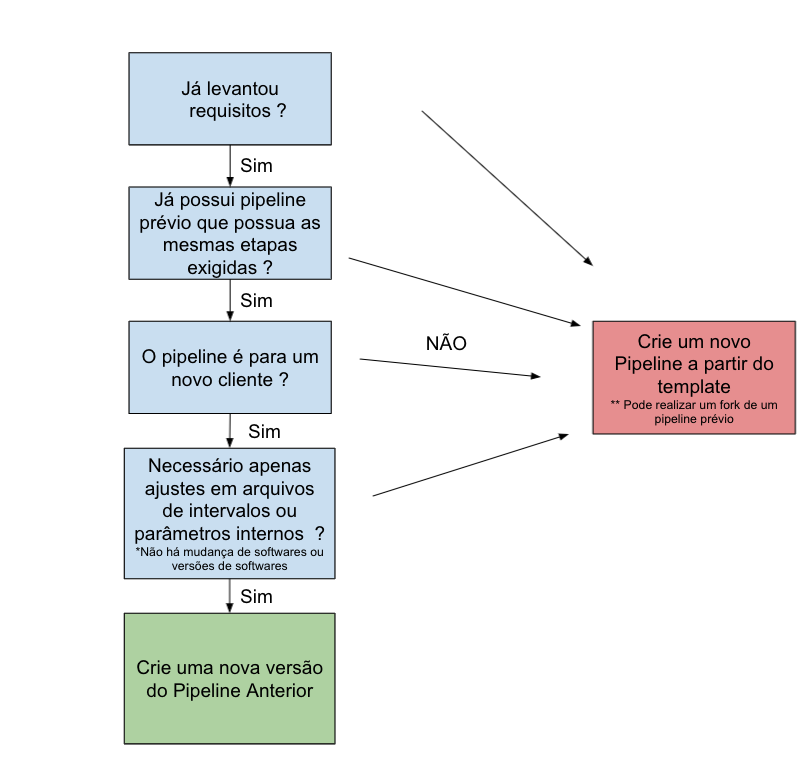 Já levantou
requisitos ?
Sim
Já possui pipeline
prévio que possua as
mesmas etapas
exigidas ?
Sim
O pipeline é para um
novo cliente ?
NÃO
Crie um novo
Pipeline a partir do
template
** Pode realizar um fork de um
pipeline prévio
Sim
Necessário apenas
ajustes em arquivos
de intervalos ou
parâmetros internos ?
*Não há mudança de softwares ou
versões de softwares
Sim
Crie uma nova versão
do Pipeline Anterior